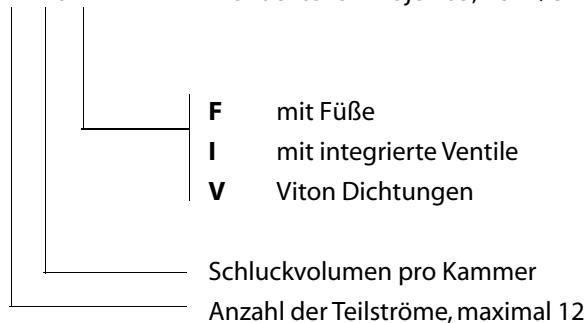 F mit Füße
I mit integrierte Ventile
V Viton Dichtungen
Schluckvolumen pro Kammer
Anzahl der Teilströme, maximal 12